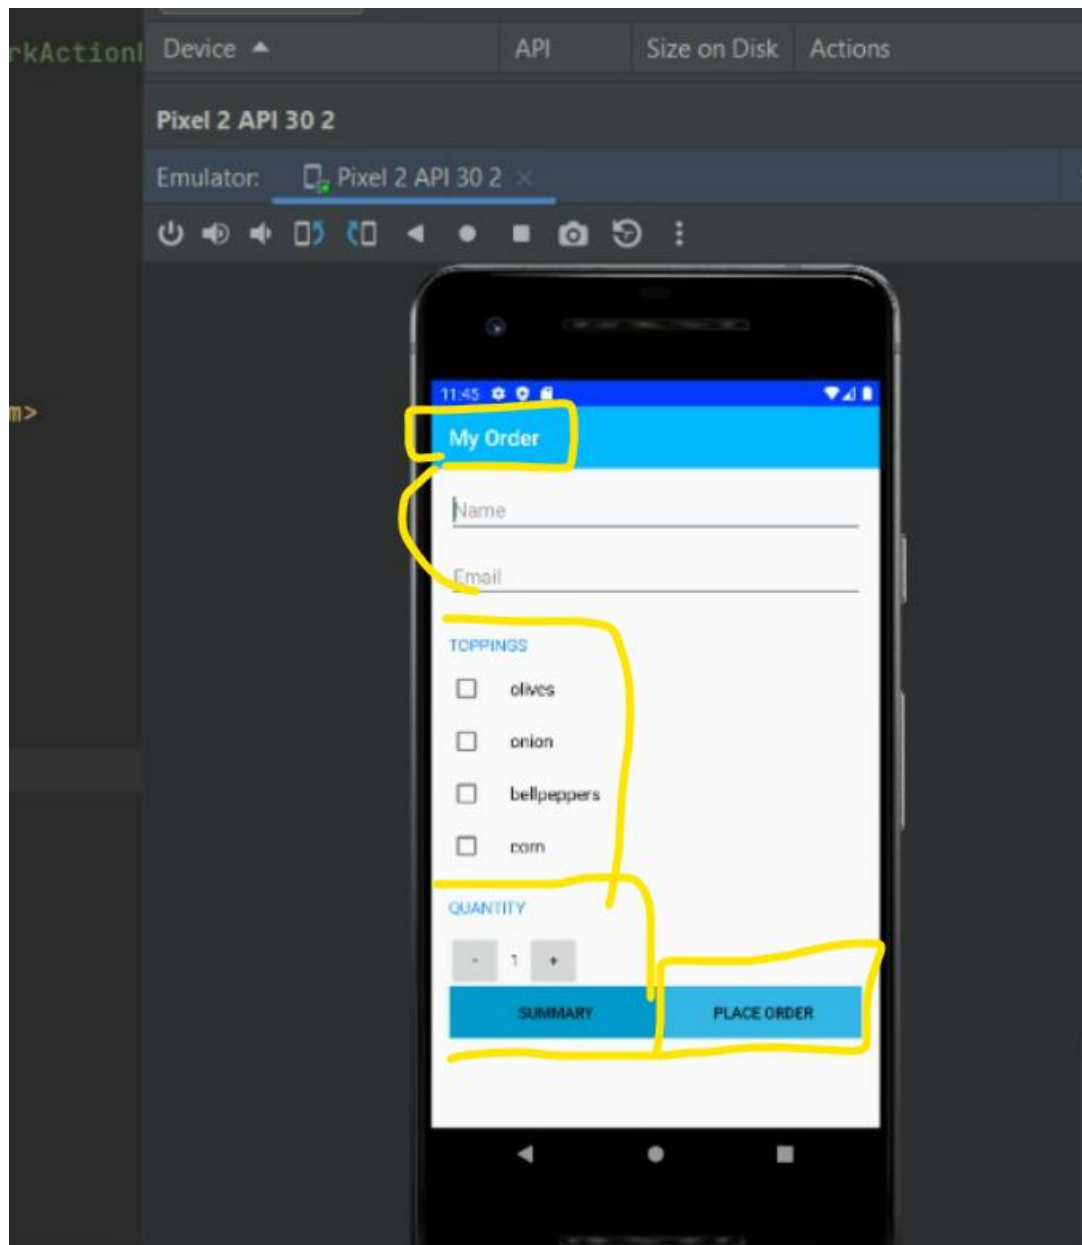 rkActionI Device API Size on Disk Actions
Pixel 2 API 30 2
Emulator: Pixel 2 API 30 2
m>
11:45
My Order
Name
Email
TOPPINGS
olives
onion
bellpeppers
corn
QUANTITY
- 1 +
SUMMARY PLACE ORDER